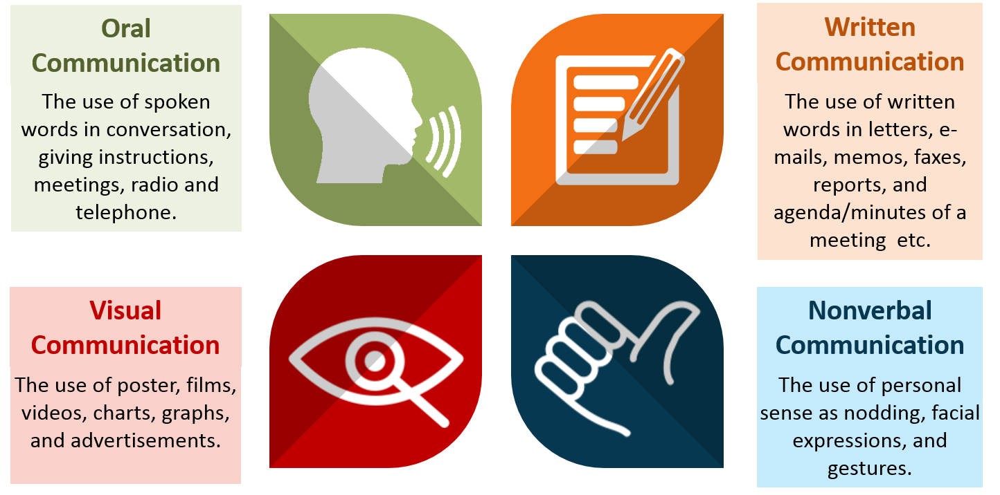 Oral
Communication
The use of spoken
words in conversation,
giving instructions,
meetings, radio and
telephone.
Written
Communication
The use of written
words in letters, e-
mails, memos, faxes,
reports, and
agenda/minutes of a
meeting  etc.
Visual
Communication
The use of poster, films,
videos, charts, graphs,
and advertisements.
Nonverbal
Communication
The use of personal
sense as nodding, facial
expressions, and
gestures.